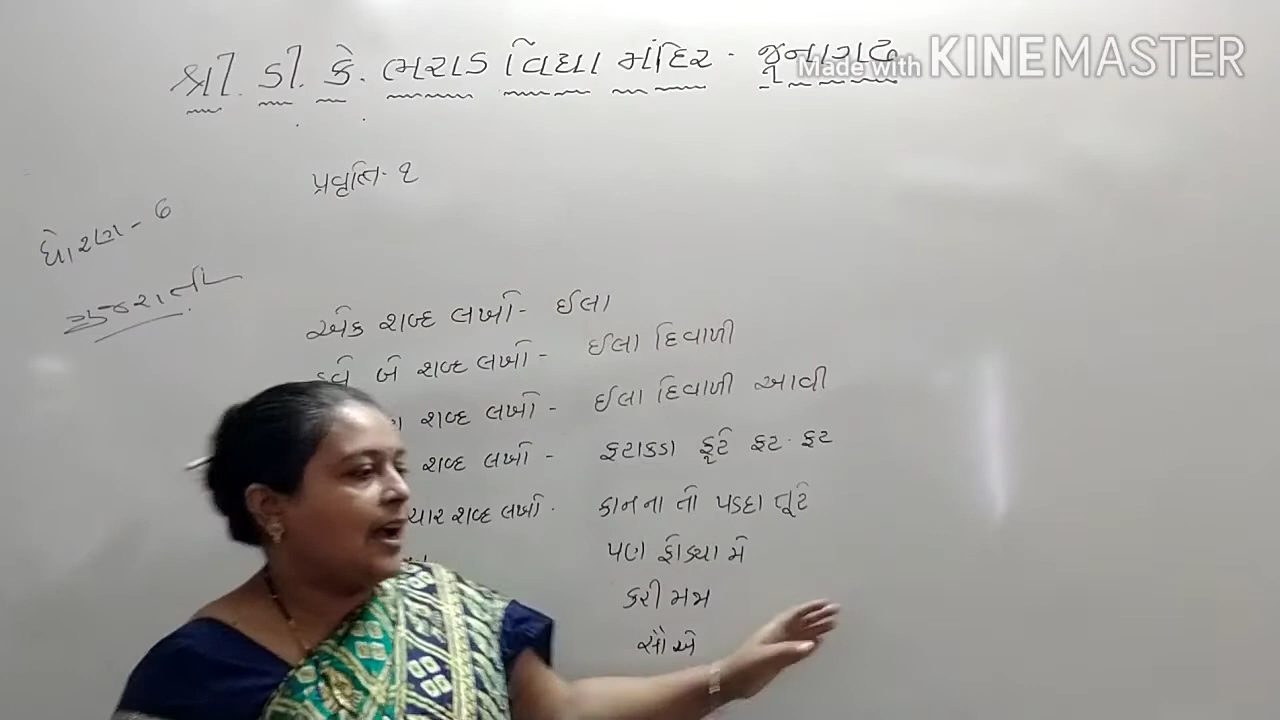 શ્રી. ડી. કે. ભરાડ વિદ્યા મંદિર - જૂનાગઢ
Made with KINEMASTER
પ્રવૃત્તિ- ૧
ધોરણ - ૬
ગુજરાતી
એક શબ્દ લખો - ઈલા
બે શબ્દ લખો - ઈલા દિવાળી
શબ્દ લખો - ઈલા દિવાળી આવી
શબ્દ લખો - ફટાકડા ફૂટે ફટ - ફટ
ચાર શબ્દ લખો - કાનના તો પડદા તૂટે
પણ ફોડ્યા મેં
કરી મજા
સૌએ